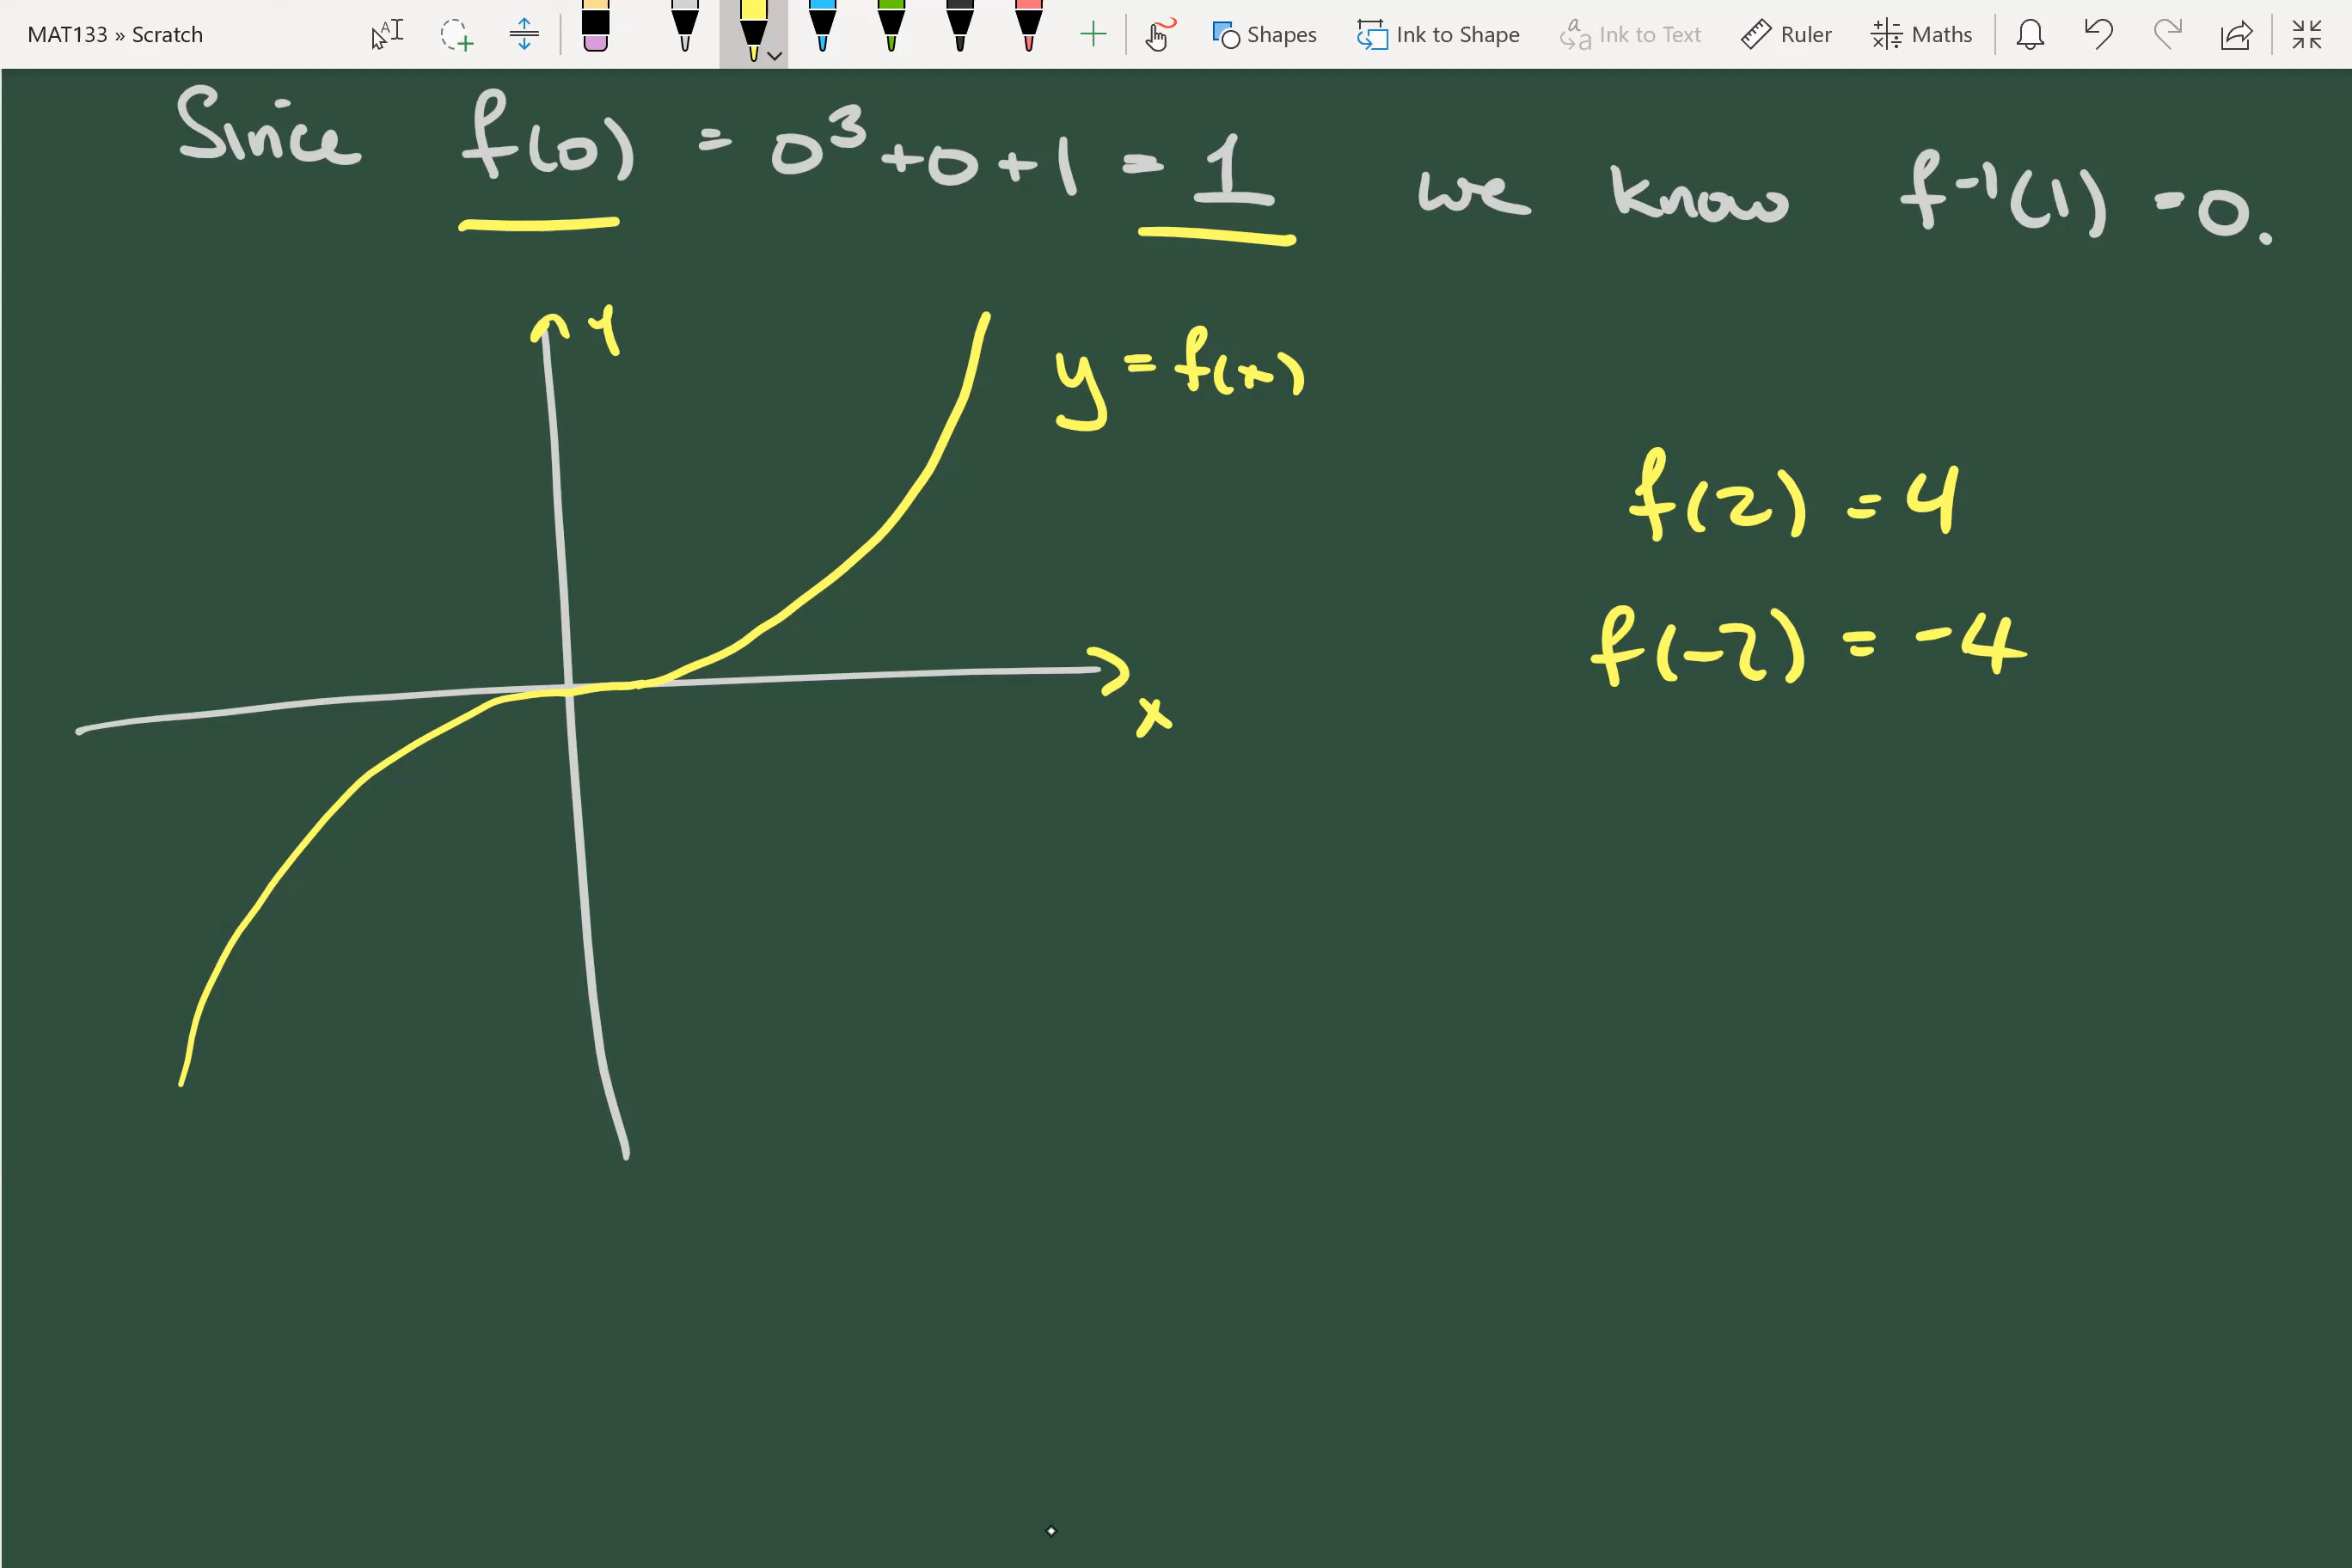 MAT133 » Scratch
Shapes Ink to Shape Ink to Text Ruler Maths
Since f(0) = 0³+0+1 = 1 we know f⁻¹(1) = 0.
Y
y = f(x)
f(2) = 4
f(-2) = -4
x